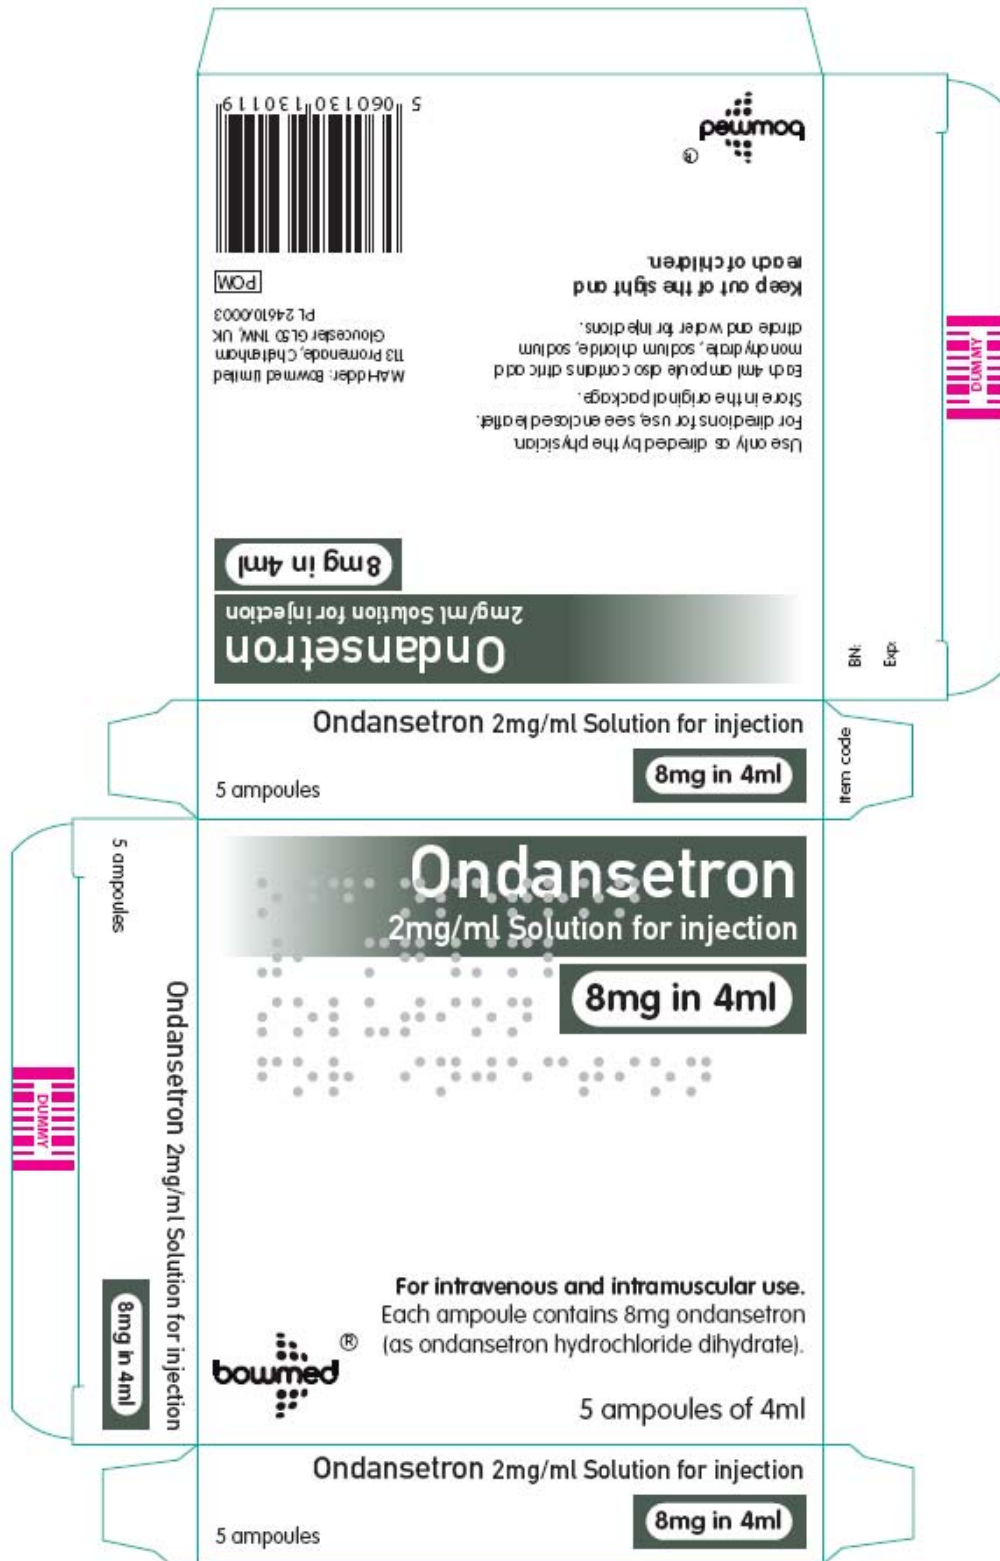 bowmed
®
Keep out of the sight and
reach of children.
Each 4ml ampoule also contains citric acid
monohydrate, sodium chloride, sodium
citrate and water for injections.
Store in the original package.
For directions for use, see enclosed leaflet.
Use only as directed by the physician.
5 060130 130119
POM
MAH older: Bowmed Limited
113 Promenade, Cheltenham
Gloucester GL50 1NW, UK
PL 24610/0003
8mg in 4ml
Ondansetron
2mg/ml Solution for injection
DUMMY
BN:
Exp:
Ondansetron 2mg/ml Solution for injection
8mg in 4ml
5 ampoules
Item code
5 ampoules
Ondansetron 2mg/ml Solution for injection
8mg in 4ml
DUMMY
Ondansetron
2mg/ml Solution for injection
8mg in 4ml
For intravenous and intramuscular use.
Each ampoule contains 8mg ondansetron
(as ondansetron hydrochloride dihydrate).
bowmed ®
5 ampoules of 4ml
Ondansetron 2mg/ml Solution for injection
8mg in 4ml
5 ampoules